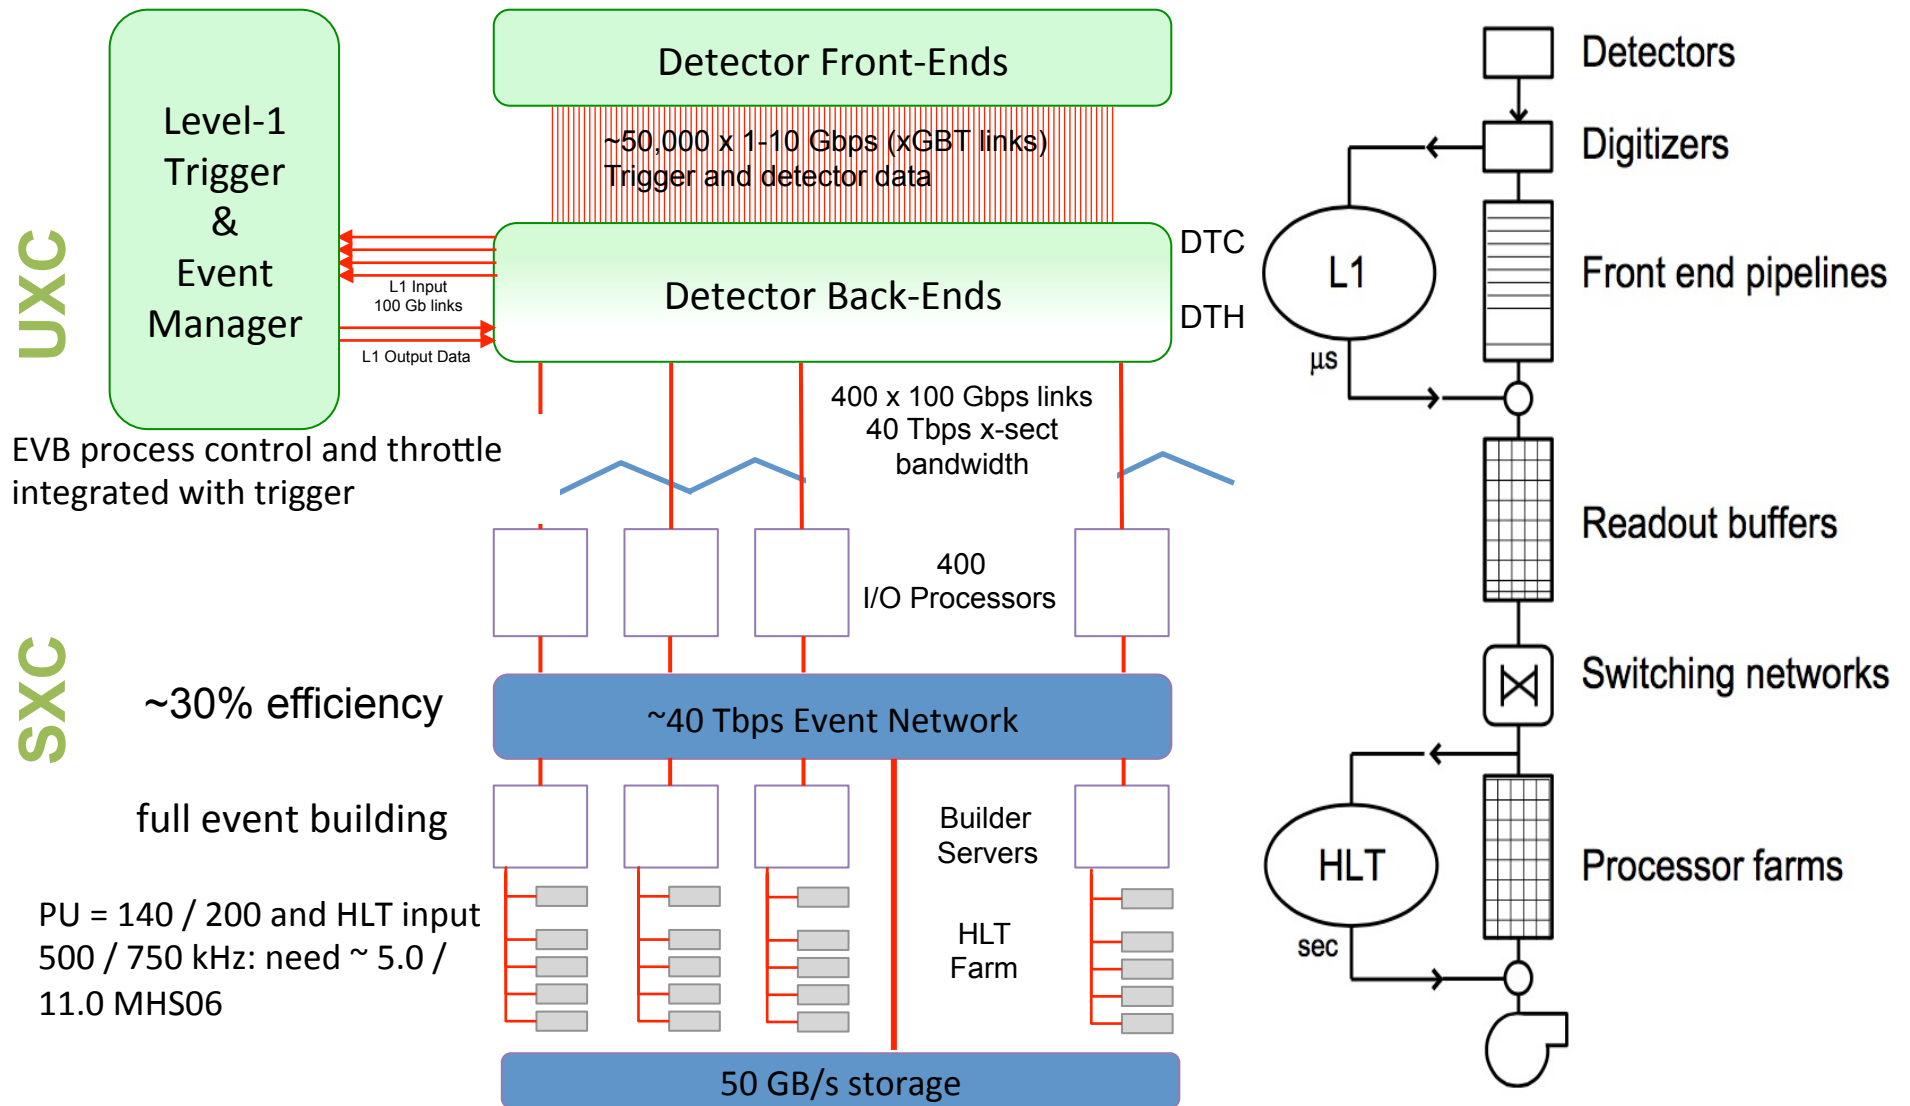 Level-1
Trigger
&
Event
Manager
Detector Front-Ends
~50,000 x 1-10 Gbps (xGBT links)
Trigger and detector data
UXC
L1 Input
100 Gb links
L1 Output Data
Detector Back-Ends
DTC
DTH
400 x 100 Gbps links
40 Tbps x-sect
bandwidth
EVB process control and throttle
integrated with trigger
400
I/O Processors
SXC
~30% efficiency
~40 Tbps Event Network
full event building
Builder
Servers
PU = 140 / 200 and HLT input
500 / 750 kHz: need ~ 5.0 /
11.0 MHS06
HLT
Farm
50 GB/s storage
Detectors
Digitizers
L1
Front end pipelines
µs
Readout buffers
Switching networks
HLT
Processor farms
sec